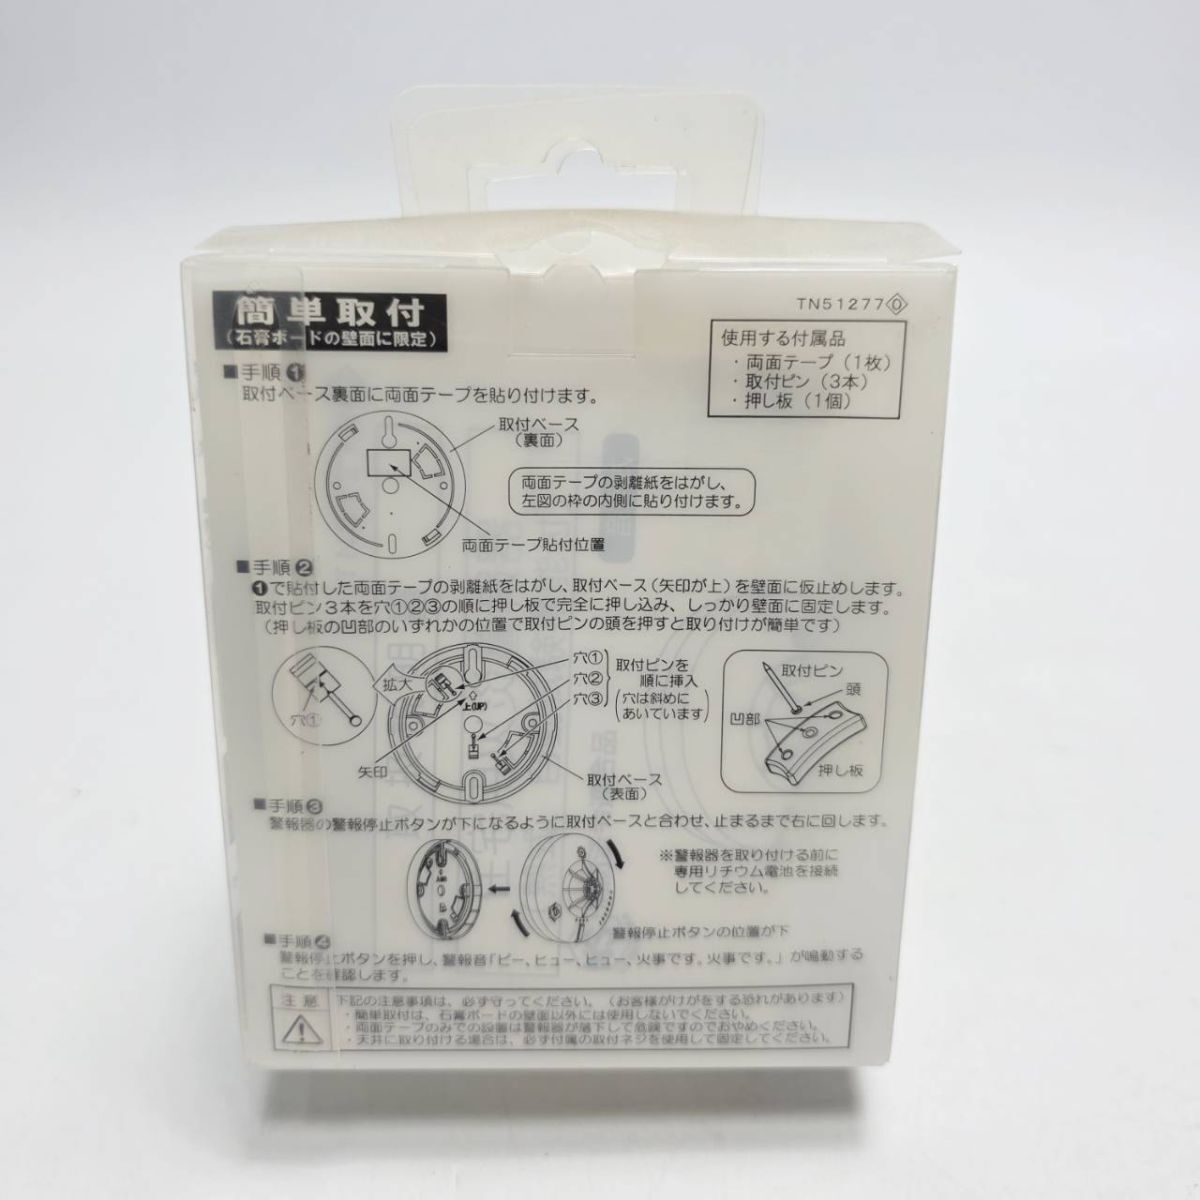 簡単取付
(石膏ボードの壁面に限定)
TN51277
使用する付属品
・両面テープ(1枚)
・取付ピン(3本)
・押し板(1個)
■手順❶
取付ベース裏面に両面テープを貼り付けます。
取付ベース
(裏面)
両面テープの剥離紙をはがし、
左図の枠の内側に貼り付けます。
両面テープ貼付位置
■手順❷
❶で貼付した両面テープの剥離紙をはがし、取付ベース(矢印が上)を壁面に仮止めします。
取付ピン3本を穴①②③の順に押し板で完全に押し込み、しっかり壁面に固定します。
(押し板の凹部のいずれかの位置で取付ピンの頭を押すと取り付けが簡単です)
拡大
穴①
上(UP)
矢印
穴①
穴②
穴③
取付ピンを
順に挿入
(穴は斜めに
あいています)
取付ベース
(表面)
取付ピン
頭
凹部
押し板
■手順❸
警報器の警報停止ボタンが下になるように取付ベースと合わせ、止まるまで右に回します。
※警報器を取り付ける前に
専用リチウム電池を接続
してください。
警報停止ボタンの位置が下
■手順❹
警報停止ボタンを押し、警報音「ピー、ヒュー、ヒュー、火事です。火事です。」が鳴動する
ことを確認します。
注意
下記の注意事項は、必ず守ってください。(お客様がけがをする恐れがあります)
・簡単取付は、石膏ボードの壁面以外には使用しないでください。
・両面テープのみでの設置は警報器が落下して危険ですのでおやめください。
・天井に取り付ける場合は、必ず付属の取付ネジを使用して固定してください。